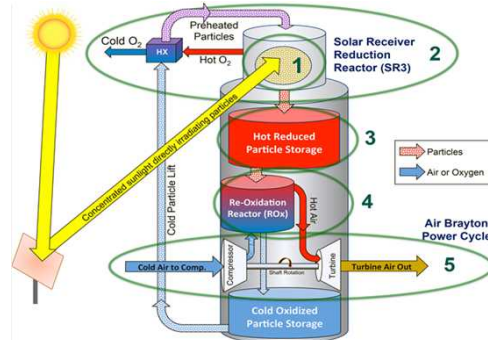 Preheated
Particles
Cold O2
HX
Hot O2
Solar Receiver
Reduction
Reactor (SR3)
1
2
Concentrated sunlight directly irradiating particles
Cold Particle Lift
Hot Reduced
Particle Storage
3
Particles
Air or Oxygen
Re-Oxidation
Reactor (ROx)
Hot Air
4
Air Brayton
Power Cycle
Cold Air to Comp.
Compressor
Shaft Rotation
Turbine
Turbine Air Out
5
Cold Oxidized
Particle Storage